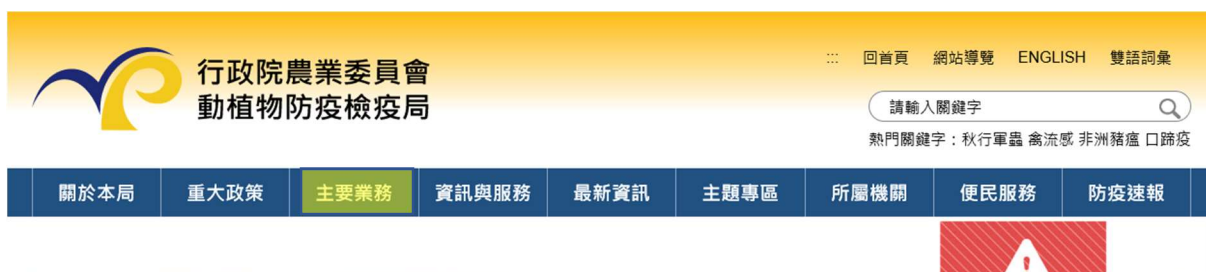 行政院農業委員會
動植物防疫檢疫局
::: 回首頁 網站導覽 ENGLISH 雙語詞彙
請輸入關鍵字
熱門關鍵字：秋行軍蟲 禽流感 非洲豬瘟 口蹄疫
關於本局 重大政策 主要業務 資訊與服務 最新資訊 主題專區 所屬機關 便民服務 防疫速報